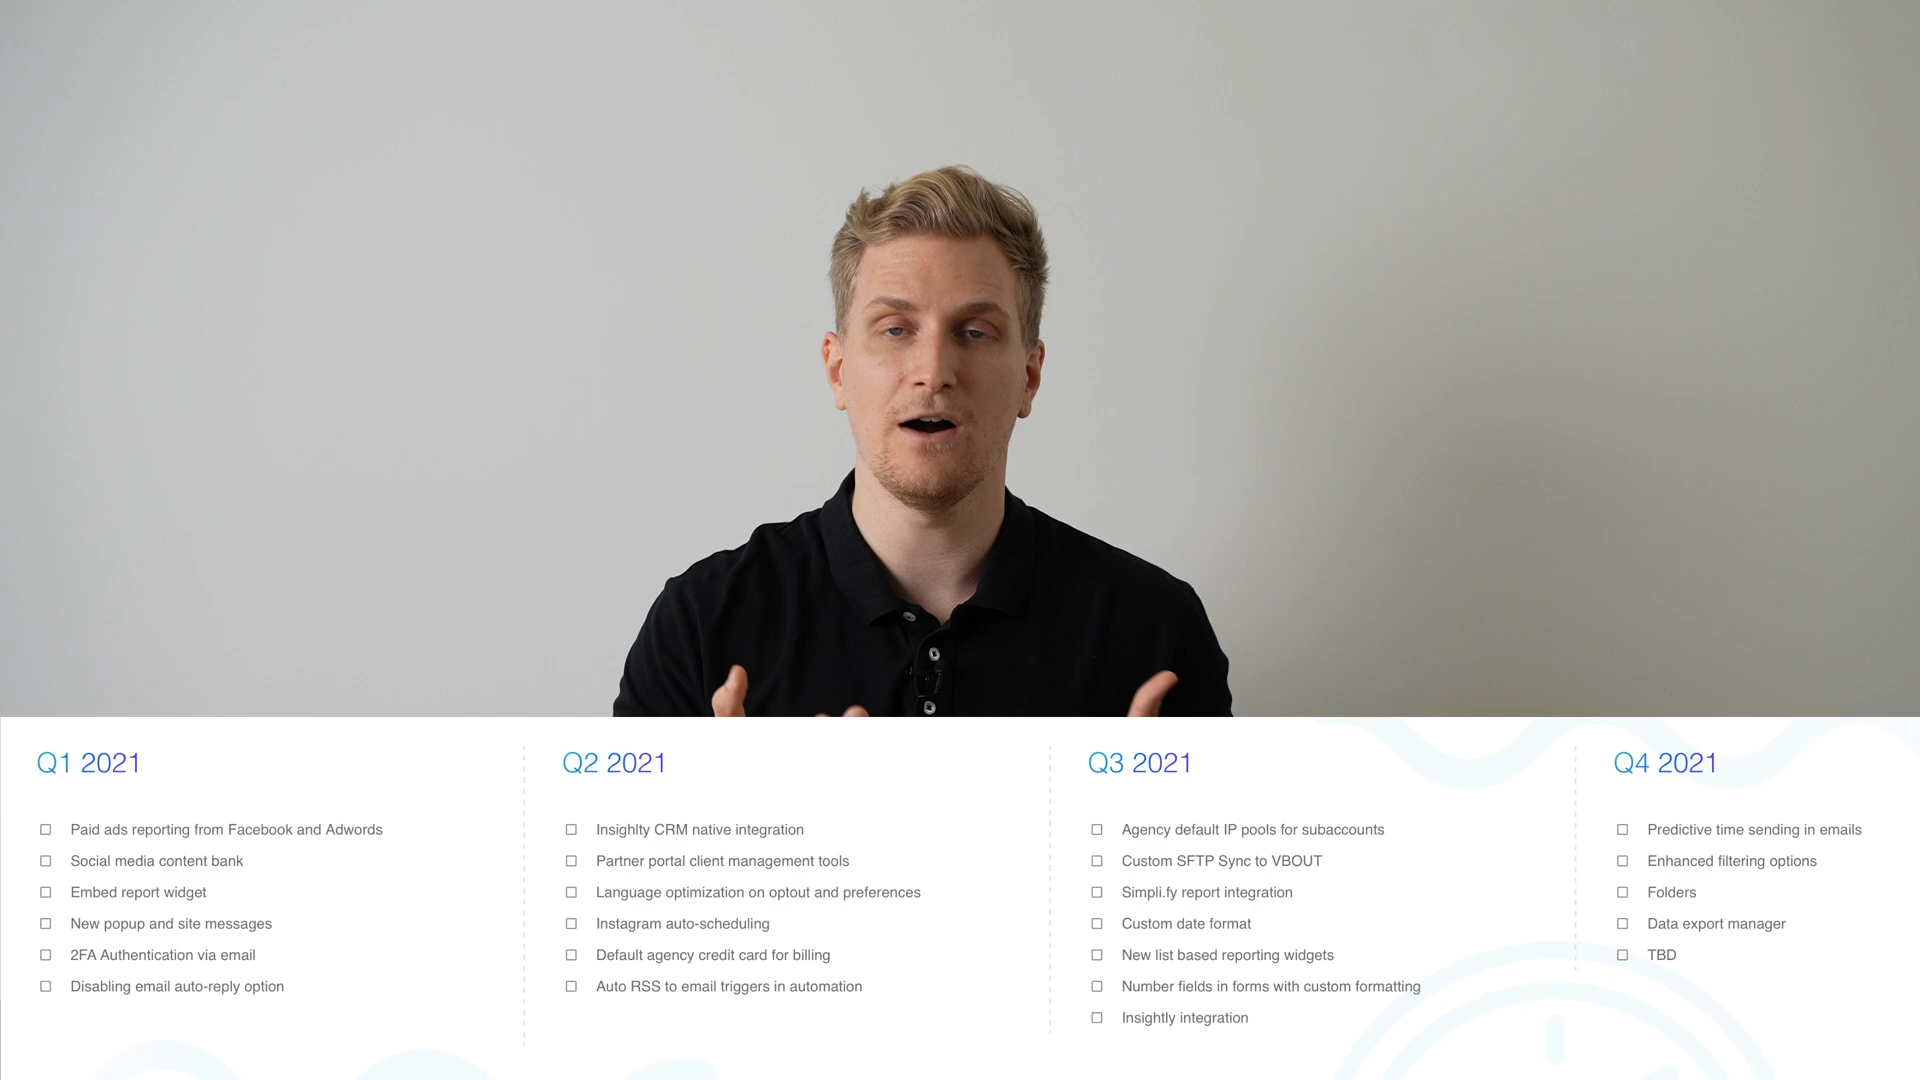 Q1 2021
Paid ads reporting from Facebook and Adwords
Social media content bank
Embed report widget
New popup and site messages
2FA Authentication via email
Disabling email auto-reply option
Q2 2021
Insighlty CRM native integration
Partner portal client management tools
Language optimization on optout and preferences
Instagram auto-scheduling
Default agency credit card for billing
Auto RSS to email triggers in automation
Q3 2021
Agency default IP pools for subaccounts
Custom SFTP Sync to VBOUT
Simpli.fy report integration
Custom date format
New list based reporting widgets
Number fields in forms with custom formatting
Insightly integration
Q4 2021
Predictive time sending in emails
Enhanced filtering options
Folders
Data export manager
TBD